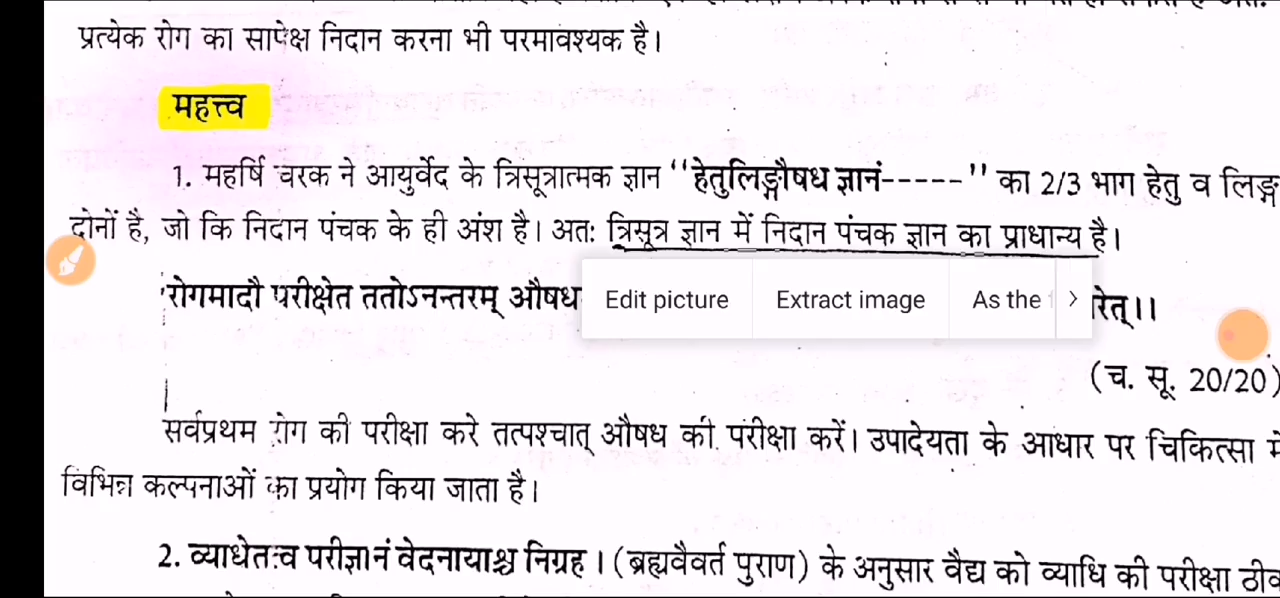 प्रत्येक रोग का सापेक्ष निदान करना भी परमावश्यक है।
महत्त्व
1. महर्षि चरक ने आयुर्वेद के त्रिसूत्रात्मक ज्ञान ‘‘हेतुलिङ्गौषध ज्ञानं-----’’ का 2/3 भाग हेतु व लिङ्ग
दोनों है, जो कि निदान पंचक के ही अंश है। अतः त्रिसूत्र ज्ञान में निदान पंचक ज्ञान का प्राधान्य है।
रोगमादौ परीक्षेत ततोऽनन्तरम् औषध Edit picture Extract image As the > रेत्।।
(च. सू. 20/20)
सर्वप्रथम रोग की परीक्षा करे तत्पश्चात् औषध की परीक्षा करें। उपादेयता के आधार पर चिकित्सा में
विभिन्न कल्पनाओं का प्रयोग किया जाता है।
2. व्याधेतत्व परीज्ञानं वेदनायाश्च निग्रह। (ब्रह्मवैवर्त पुराण) के अनुसार वैद्य को व्याधि की परीक्षा